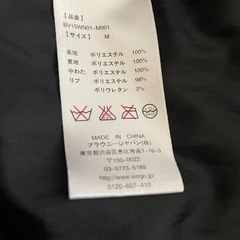 【品番】
BV15WN01-M001
【サイズ】 M
表地 ポリエステル 100%
裏地 ポリエステル 100%
中わた ポリエステル 100%
リブ ポリエステル 98%
ポリウレタン 2%
MADE IN CHINA
ブラウニージャパン(株)
東京都渋谷区恵比寿1-16-3
〒150-0022
03-5773-5189
http://www.wego.jp
0120-607-410